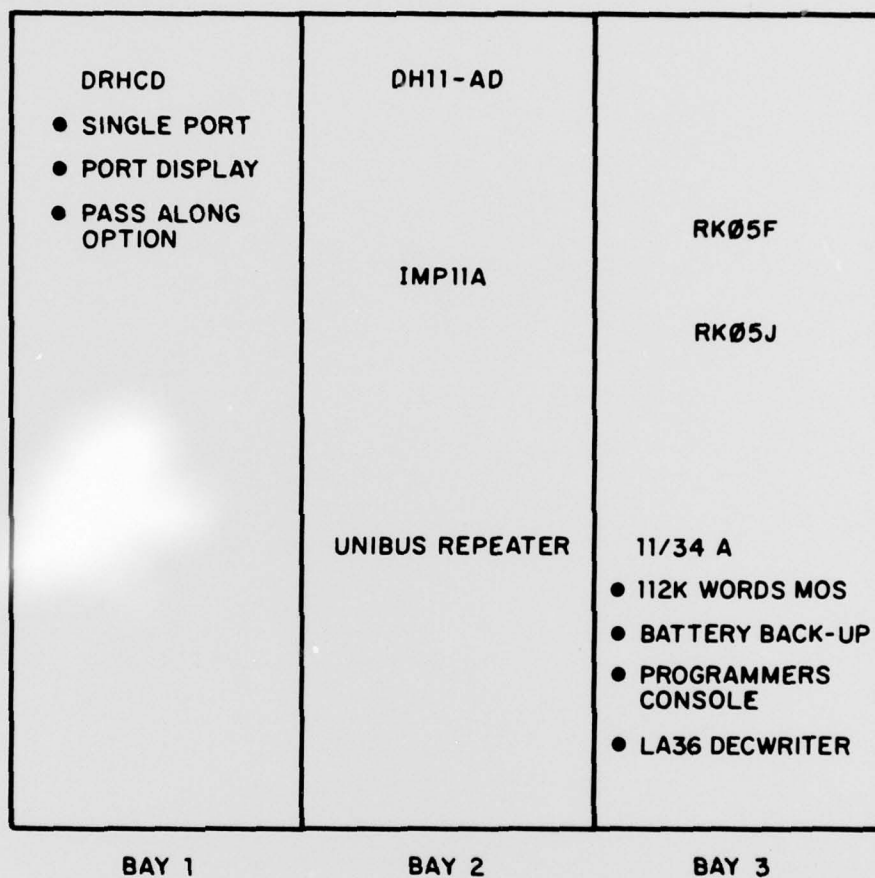 DRHCD
● SINGLE PORT
● PORT DISPLAY
● PASS ALONG
OPTION
DH11-AD
IMP11A
UNIBUS REPEATER
RKØ5F
RKØ5J
11/34 A
● 112K WORDS MOS
● BATTERY BACK-UP
● PROGRAMMERS
CONSOLE
● LA36 DECWRITER
BAY 1
BAY 2
BAY 3